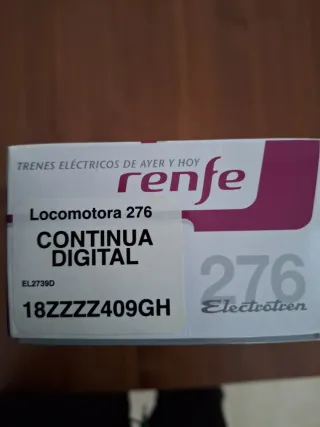 TRENES ELÉCTRICOS DE AYER Y HOY
renfe
Locomotora 276
CONTINUA
DIGITAL
EL2739D
18ZZZZ409GH
276
Electrotren